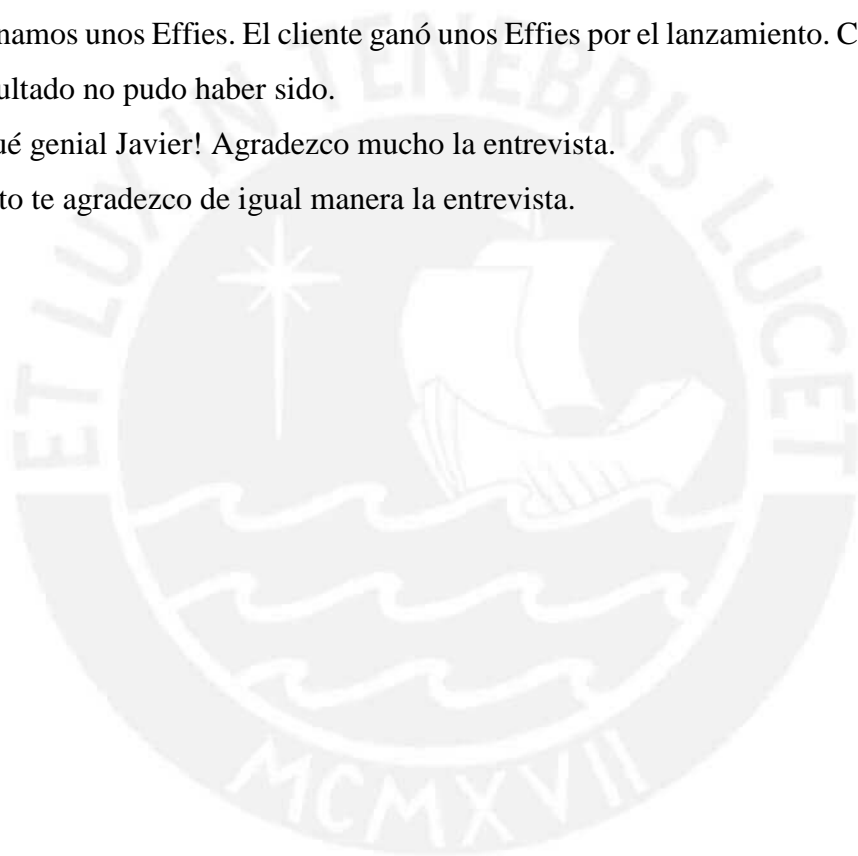 namos unos Effies. El cliente ganó unos Effies por el lanzamiento. C
ultado no pudo haber sido.
ué genial Javier! Agradezco mucho la entrevista.
to te agradezco de igual manera la entrevista.
ET LUX IN TENEBRIS LUCET
MCMXVII